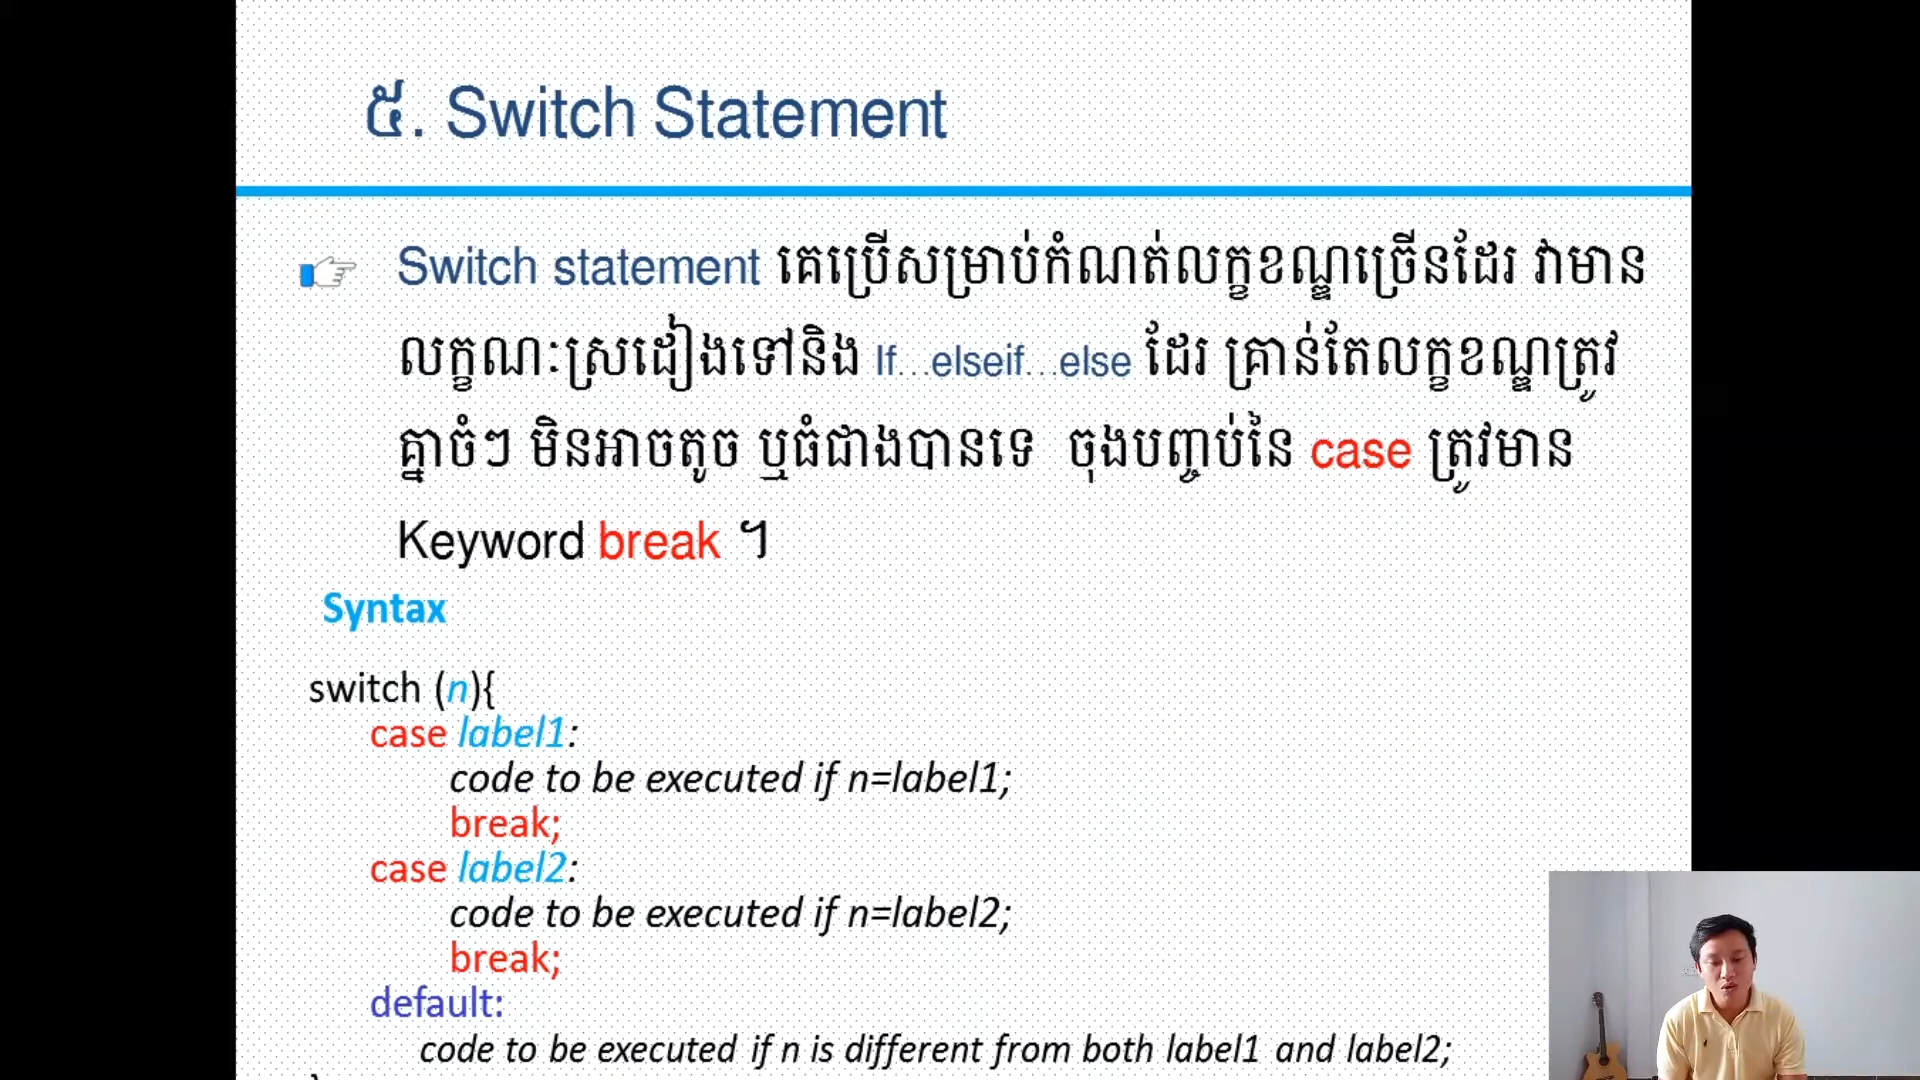 ៥. Switch Statement
Switch statement គេប្រើសម្រាប់កំណត់លក្ខខណ្ឌច្រើនដែរ វាមាន
លក្ខណៈស្រដៀងទៅនិង If...elseif...else ដែរ គ្រាន់តែលក្ខខណ្ឌត្រូវ
គ្នាចំៗ មិនអាចតូច ឬធំជាងបានទេ ចុងបញ្ចប់នៃ case ត្រូវមាន
Keyword break ។
Syntax
switch (n){
case label1:
code to be executed if n=label1;
break;
case label2:
code to be executed if n=label2;
break;
default:
code to be executed if n is different from both label1 and label2;